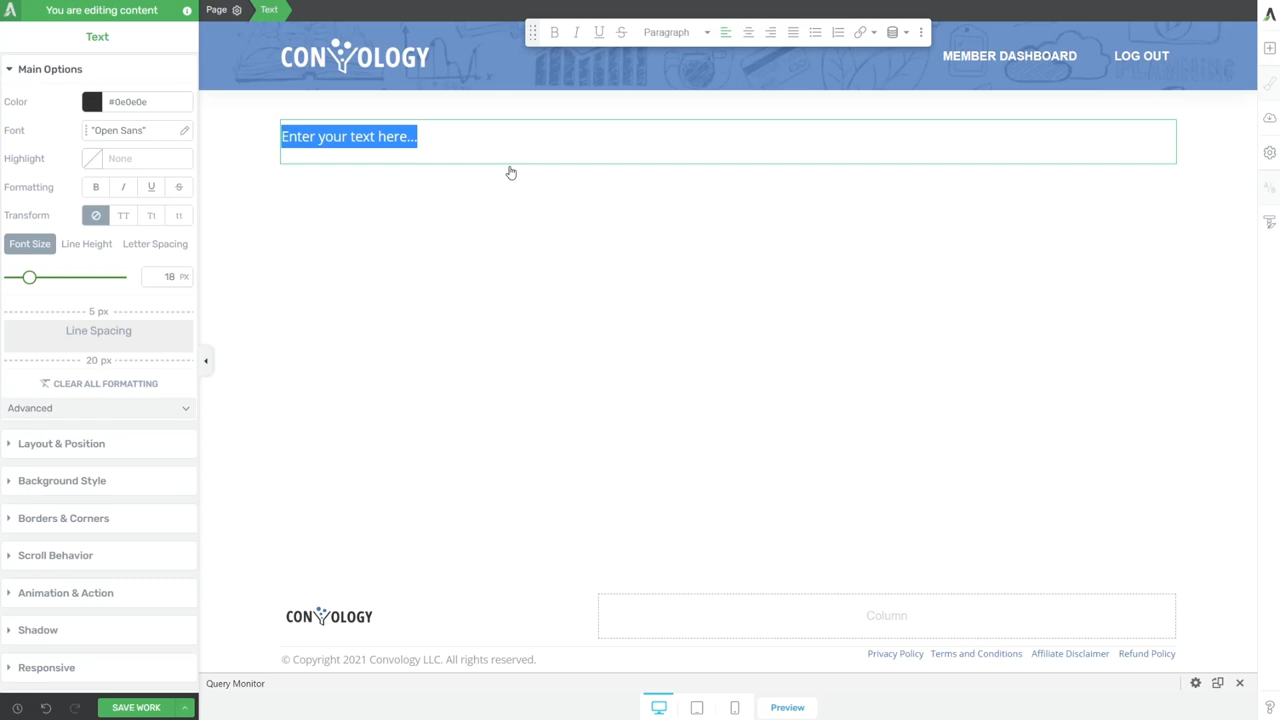 You are editing content
Page
Text
Text
Paragraph
CONVOLOGY
MEMBER DASHBOARD
LOG OUT
Main Options
Color
#0e0e0e
Font
"Open Sans"
Highlight
None
Formatting
B I U S
Transform
TT Tt tt
Font Size Line Height Letter Spacing
18 PX
5 px
Line Spacing
20 px
CLEAR ALL FORMATTING
Advanced
Layout & Position
Background Style
Borders & Corners
Scroll Behavior
Animation & Action
Shadow
Responsive
SAVE WORK
Enter your text here...
CONVOLOGY
Column
© Copyright 2021 Convology LLC. All rights reserved.
Privacy Policy Terms and Conditions Affiliate Disclaimer Refund Policy
Query Monitor
Preview